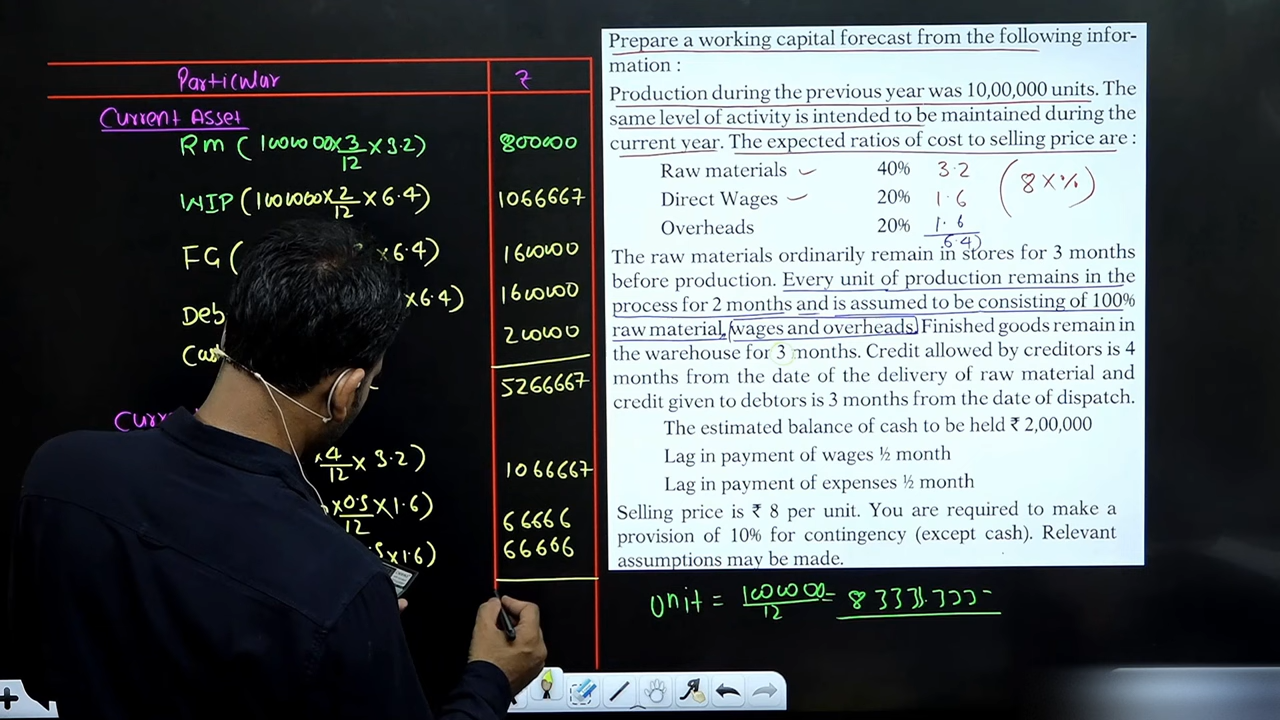 Particular ₹
Current Asset
RM (1000000 × 3/12 × 3.2) 800000
WIP (1000000 × 2/12 × 6.4) 1066667
FG ( × 6.4) 1600000
Deb × 6.4) 1600000
200000
5266667
Curr
× 4/12 × 3.2) 1066667
× 0.5/12 × 1.6) 66666
× 1.6) 66666
Prepare a working capital forecast from the following infor-
mation :
Production during the previous year was 10,00,000 units. The
same level of activity is intended to be maintained during the
current year. The expected ratios of cost to selling price are :
Raw materials 40% 3.2 (8 × %)
Direct Wages 20% 1.6
Overheads 20% 1.6
6.4)
The raw materials ordinarily remain in stores for 3 months
before production. Every unit of production remains in the
process for 2 months and is assumed to be consisting of 100%
raw material, wages and overheads. Finished goods remain in
the warehouse for 3 months. Credit allowed by creditors is 4
months from the date of the delivery of raw material and
credit given to debtors is 3 months from the date of dispatch.
The estimated balance of cash to be held ₹ 2,00,000
Lag in payment of wages ½ month
Lag in payment of expenses ½ month
Selling price is ₹ 8 per unit. You are required to make a
provision of 10% for contingency (except cash). Relevant
assumptions may be made.
Unit = 1000000/12 = 83333.333